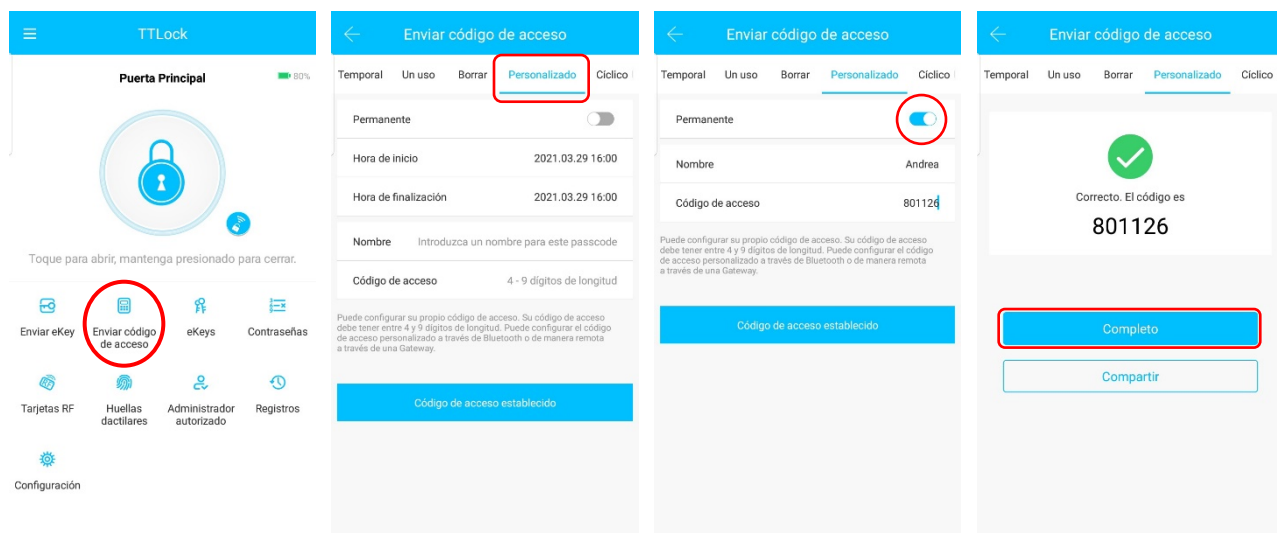 TTLock
Puerta Principal
80%
Toque para abrir, mantenga presionado para cerrar.
Enviar eKey
Enviar código
de acceso
eKeys
Contraseñas
Tarjetas RF
Huellas
dactilares
Administrador
autorizado
Registros
Configuración
Enviar código de acceso
Temporal Un uso Borrar Personalizado Cíclico
Permanente
Hora de inicio 2021.03.29 16:00
Hora de finalización 2021.03.29 16:00
Nombre Introduzca un nombre para este passcode
Código de acceso 4 - 9 dígitos de longitud
Puede configurar su propio código de acceso. Su código de acceso
debe tener entre 4 y 9 dígitos de longitud. Puede configurar el código
de acceso personalizado a través de Bluetooth o de manera remota
a través de una Gateway.
Código de acceso establecido
Enviar código de acceso
Temporal Un uso Borrar Personalizado Cíclico
Permanente
Nombre Andrea
Código de acceso 801126
Puede configurar su propio código de acceso. Su código de acceso
debe tener entre 4 y 9 dígitos de longitud. Puede configurar el código
de acceso personalizado a través de Bluetooth o de manera remota
a través de una Gateway.
Código de acceso establecido
Enviar código de acceso
Temporal Un uso Borrar Personalizado Cíclico
Correcto. El código es
801126
Completo
Compartir